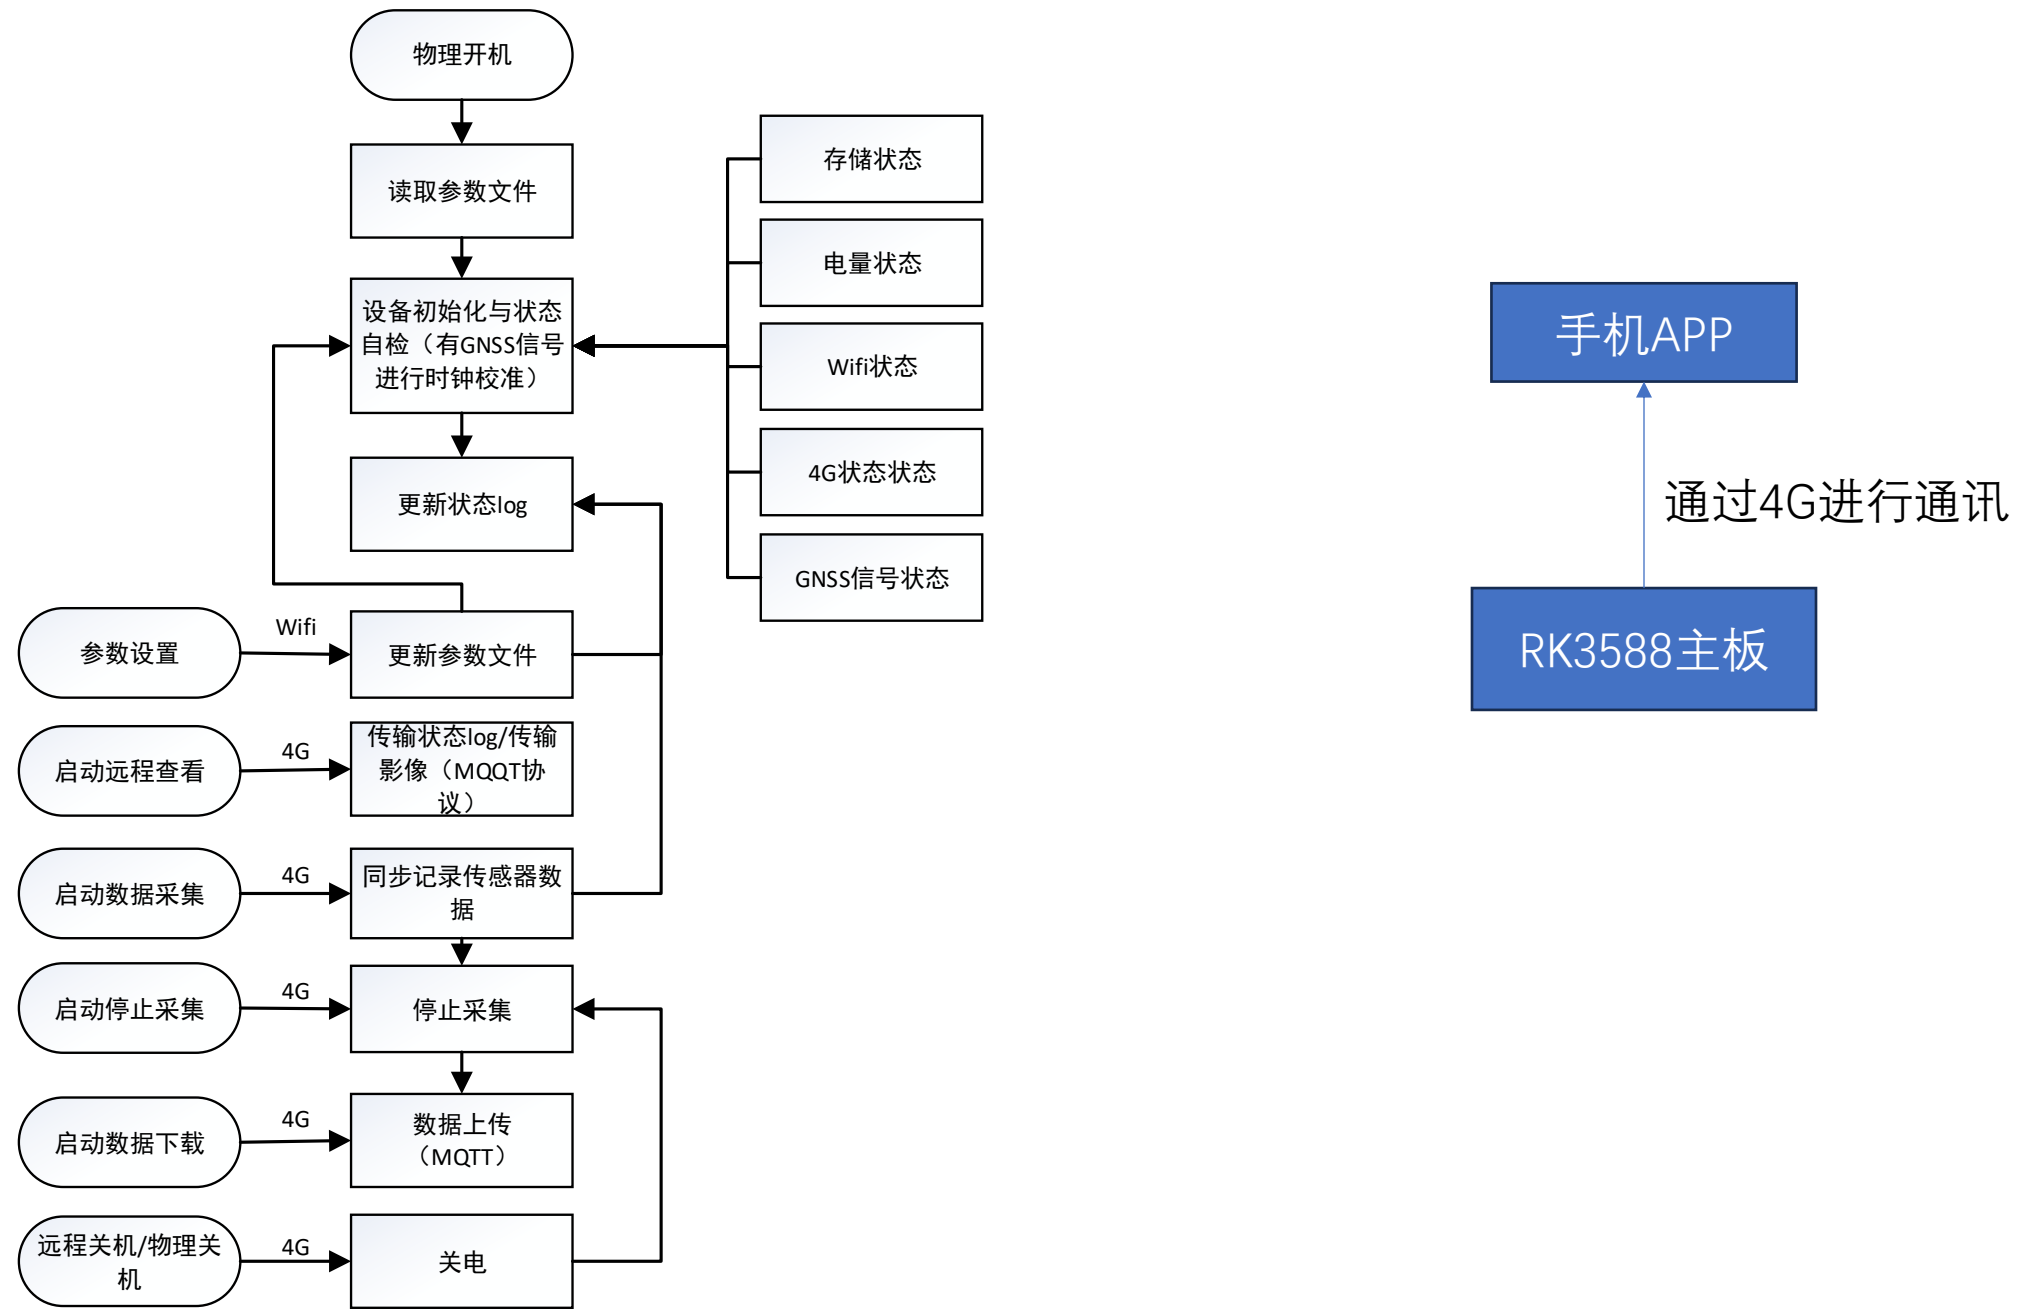 物理开机
读取参数文件
设备初始化与状态
自检（有GNSS信号
进行时钟校准）
更新状态log
存储状态
电量状态
Wifi状态
4G状态状态
GNSS信号状态
参数设置
Wifi
更新参数文件
启动远程查看
4G
传输状态log/传输
影像（MQQT协
议）
启动数据采集
4G
同步记录传感器数
据
启动停止采集
4G
停止采集
启动数据下载
4G
数据上传
（MQTT）
远程关机/物理关
机
4G
关电
手机APP
通过4G进行通讯
RK3588主板